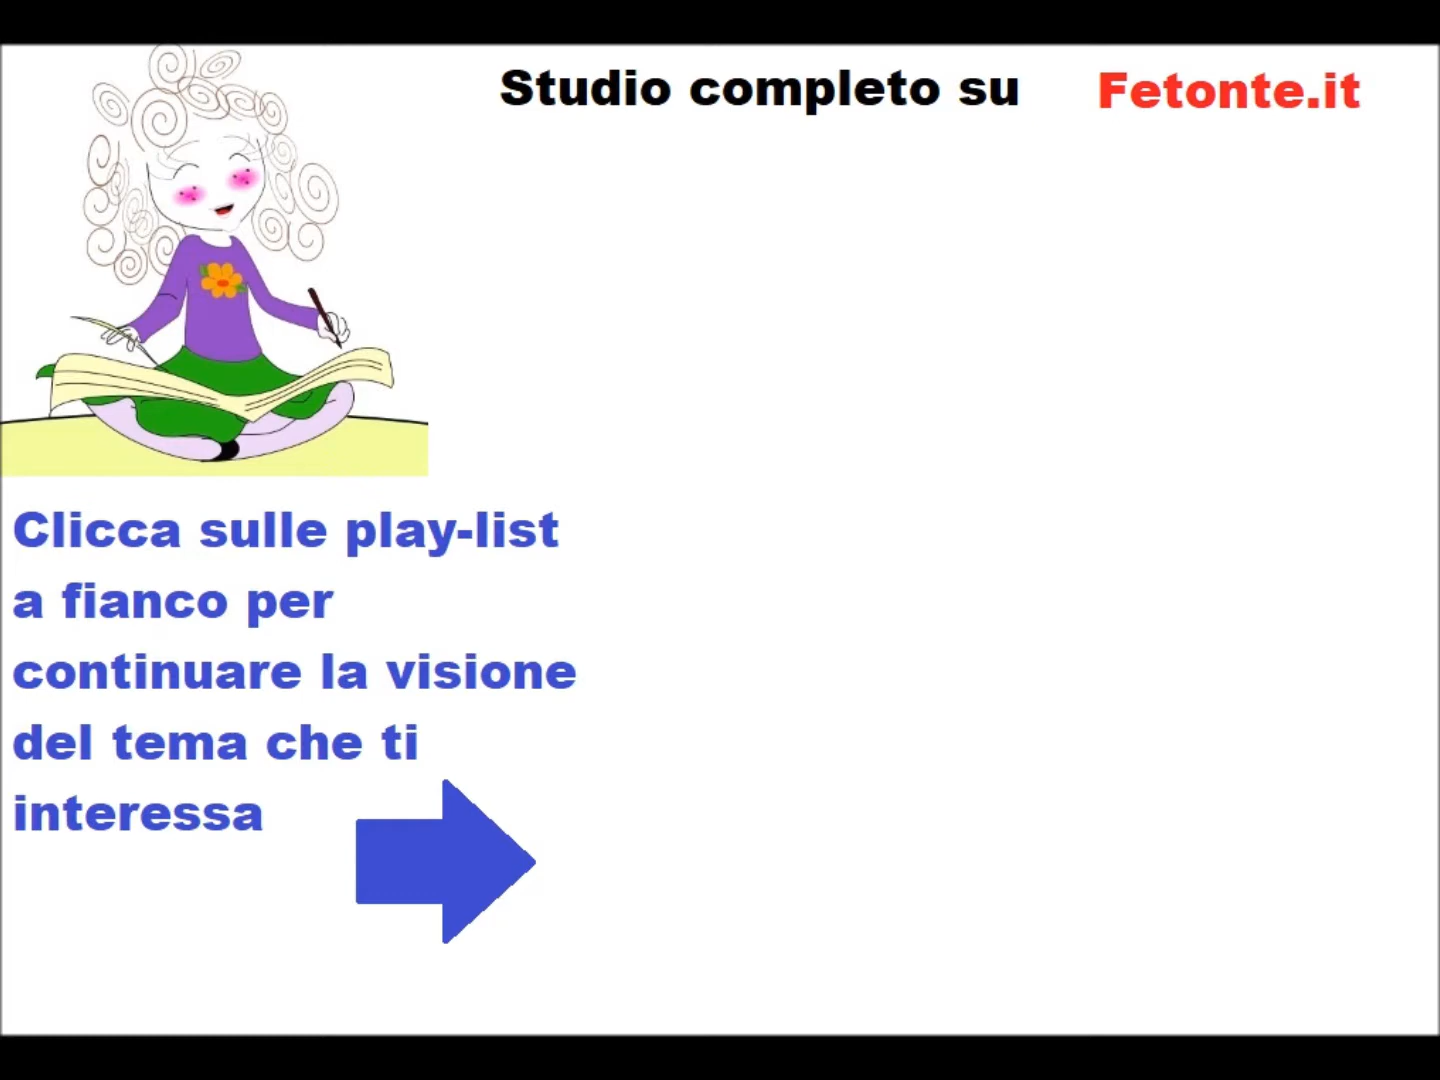 Studio completo su Fetonte.it
Clicca sulle play-list
a fianco per
continuare la visione
del tema che ti
interessa